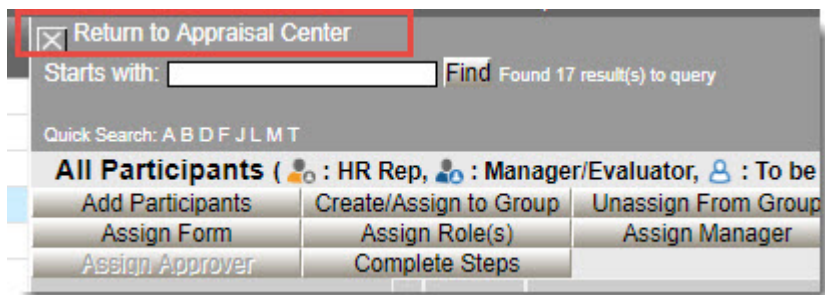 Return to Appraisal Center
Starts with: Find Found 17 result(s) to query
Quick Search: A B D F J L M T
All Participants ( : HR Rep, : Manager/Evaluator, : To be
Add Participants Create/Assign to Group Unassign From Group
Assign Form Assign Role(s) Assign Manager
Assign Approver Complete Steps